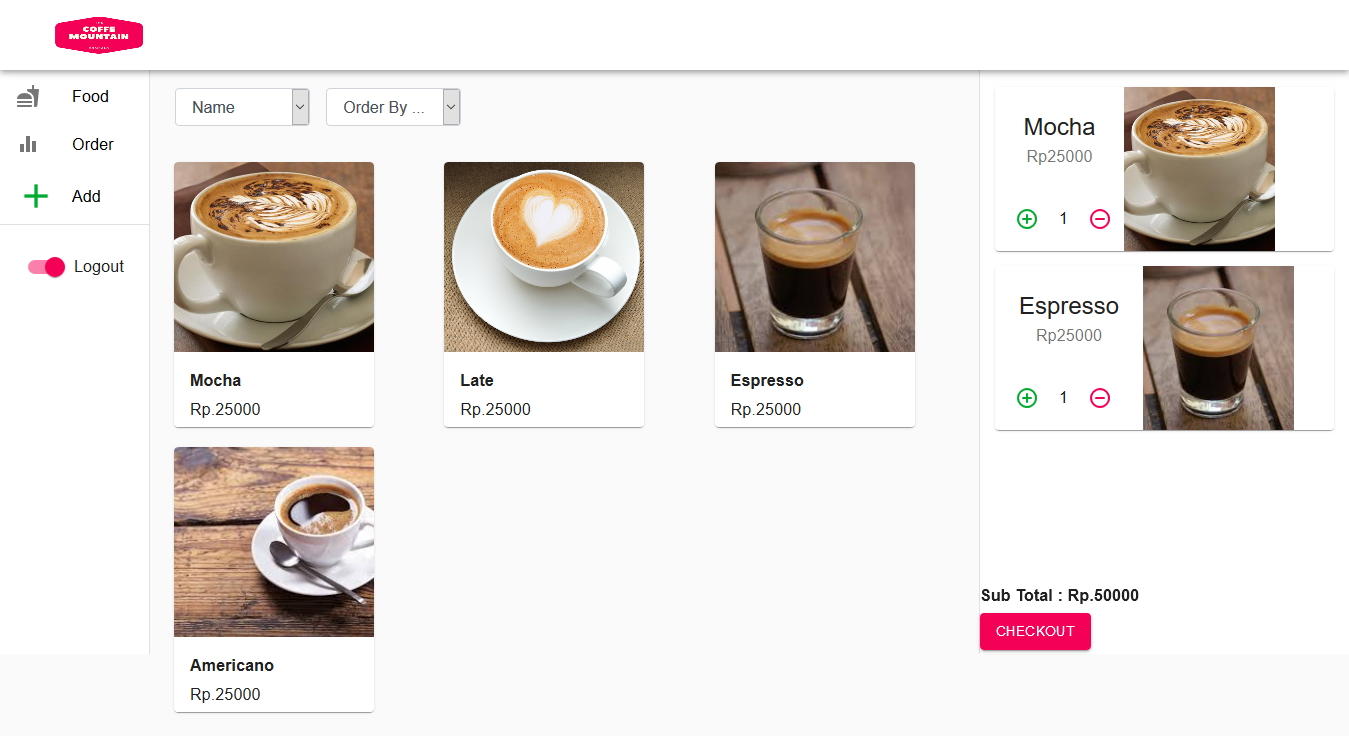 COFFE
MOUNTAIN
Food
Order
Add
Logout
Name
Order By ...
Mocha
Rp.25000
Late
Rp.25000
Espresso
Rp.25000
Americano
Rp.25000
Mocha
Rp25000
1
Espresso
Rp25000
1
Sub Total : Rp.50000
CHECKOUT